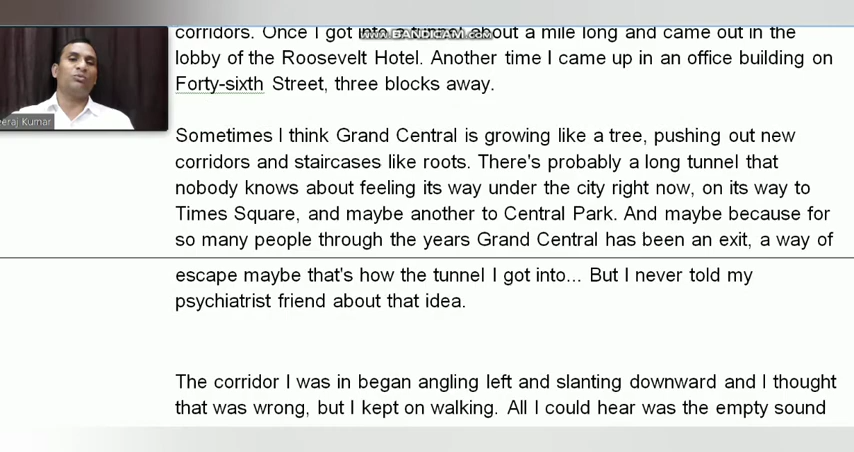 corridors. Once I got into a tunnel about a mile long and came out in the
www.BANDICAM.com
lobby of the Roosevelt Hotel. Another time I came up in an office building on
Forty-sixth Street, three blocks away.
eeraj Kumar
Sometimes I think Grand Central is growing like a tree, pushing out new
corridors and staircases like roots. There's probably a long tunnel that
nobody knows about feeling its way under the city right now, on its way to
Times Square, and maybe another to Central Park. And maybe because for
so many people through the years Grand Central has been an exit, a way of
escape maybe that's how the tunnel I got into... But I never told my
psychiatrist friend about that idea.
The corridor I was in began angling left and slanting downward and I thought
that was wrong, but I kept on walking. All I could hear was the empty sound